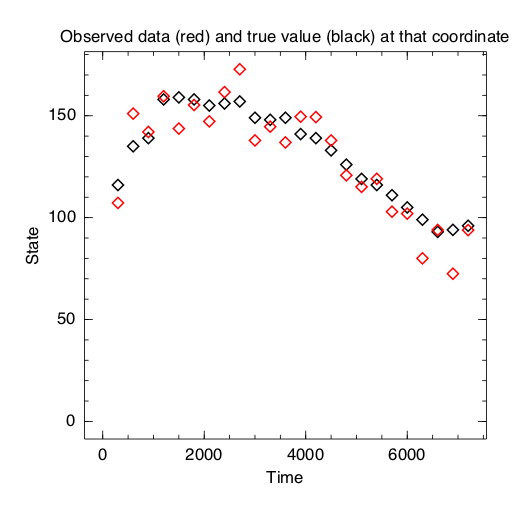 Observed data (red) and true value (black) at that coordinate
150
100
50
0
State
0 2000 4000 6000
Time